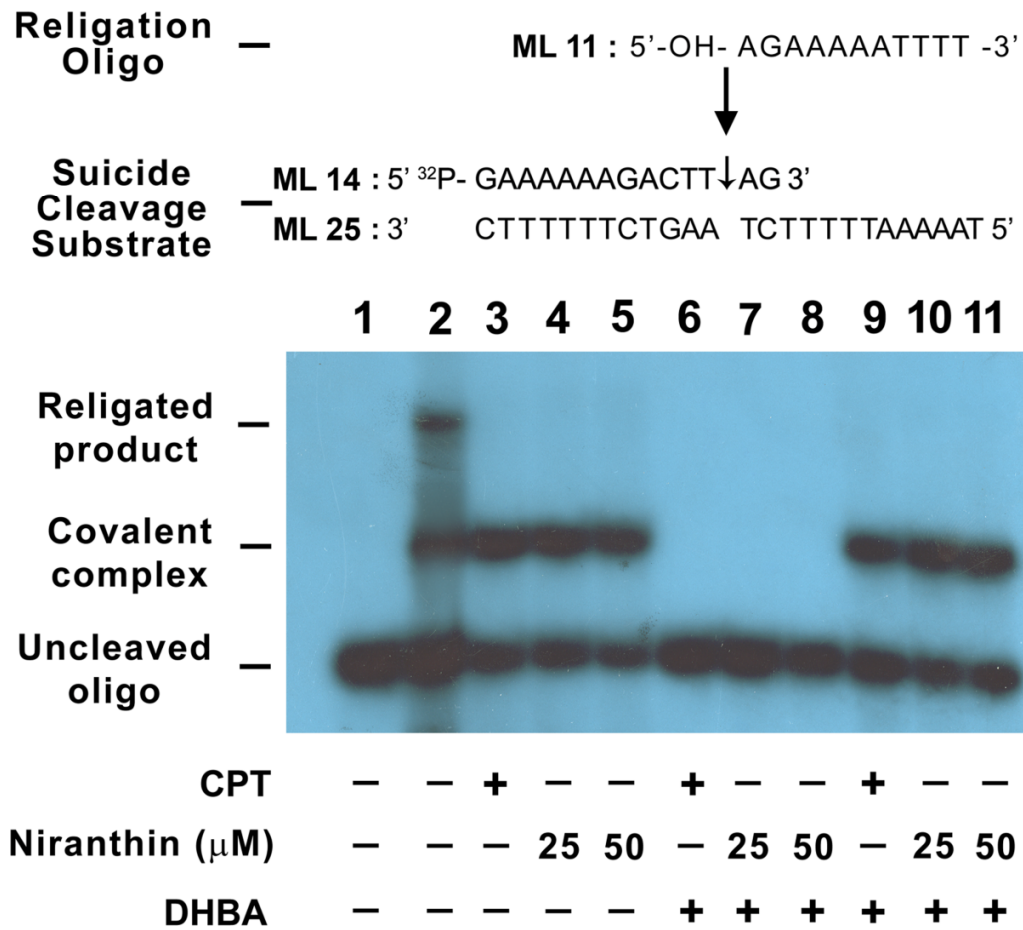 Religation
Oligo
ML 11 : 5’-OH- AGAAAAATTTT -3’
Suicide
Cleavage
Substrate
ML 14 : 5’ ³²P- GAAAAAAGACTT↓AG 3’
ML 25 : 3’ CTTTTTTCTGAA TCTTTTTAAAAAT 5’
1 2 3 4 5 6 7 8 9 10 11
Religated
product
Covalent
complex
Uncleaved
oligo
CPT – – + – – + – – + – –
Niranthin (μM) – – – 25 50 – 25 50 – 25 50
DHBA – – – – – + + + + + +